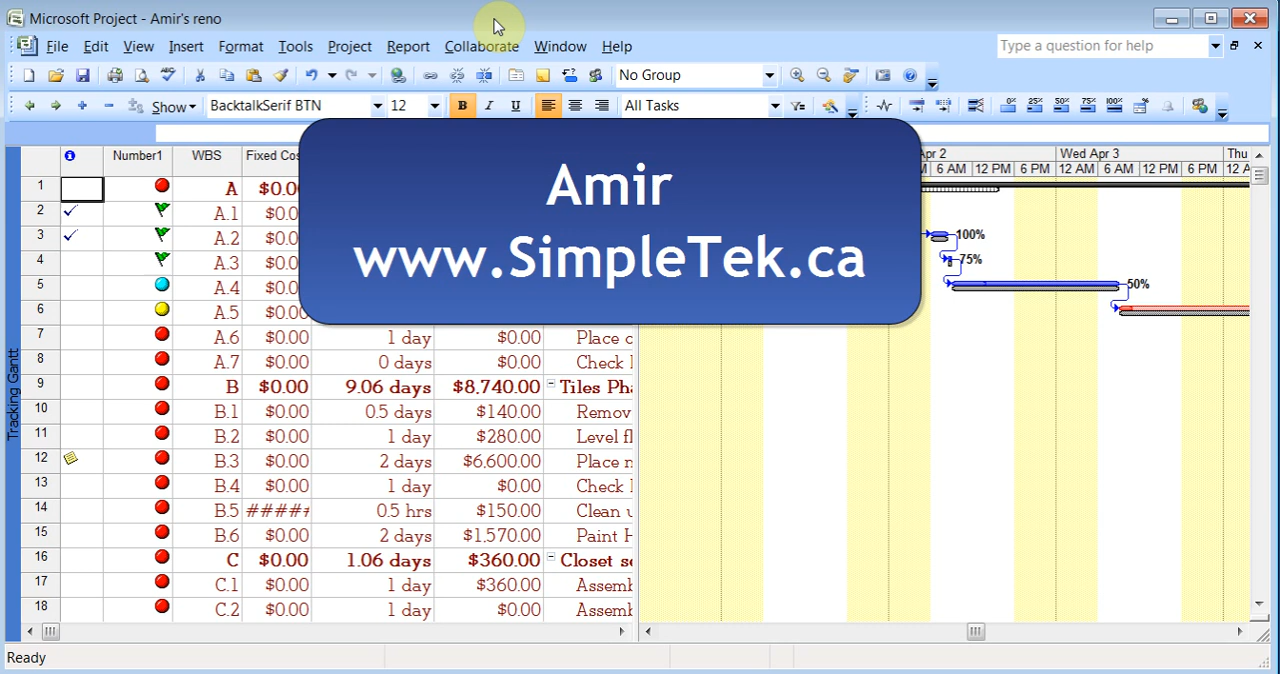 Microsoft Project - Amir's reno
File Edit View Insert Format Tools Project Report Collaborate Window Help
Type a question for help
No Group
Show BacktalkSerif BTN 12 B I U All Tasks 0% 25% 50% 75% 100%
Amir
www.SimpleTek.ca
Number1 WBS Fixed Cos Apr 2 Wed Apr 3 Thu
6 AM 12 PM 6 PM 12 AM 6 AM 12 PM 6 PM 12 A
1 A $0.00
2 A.1 $0.00
3 A.2 $0.00 100%
4 A.3 $0.00 75%
5 A.4 $0.00 50%
6 A.5 $0.00
7 A.6 $0.00 1 day $0.00 Place
8 A.7 $0.00 0 days $0.00 Check
9 B $0.00 9.06 days $8,740.00 Tiles Pha
10 B.1 $0.00 0.5 days $140.00 Remov
11 B.2 $0.00 1 day $280.00 Level fl
12 B.3 $0.00 2 days $6,600.00 Place
13 B.4 $0.00 1 day $0.00 Check
14 B.5 ##### 0.5 hrs $150.00 Clean u
15 B.6 $0.00 2 days $1,570.00 Paint H
16 C $0.00 1.06 days $360.00 Closet se
17 C.1 $0.00 1 day $360.00 Assemb
18 C.2 $0.00 1 day $0.00 Assemb
Tracking Gantt
Ready